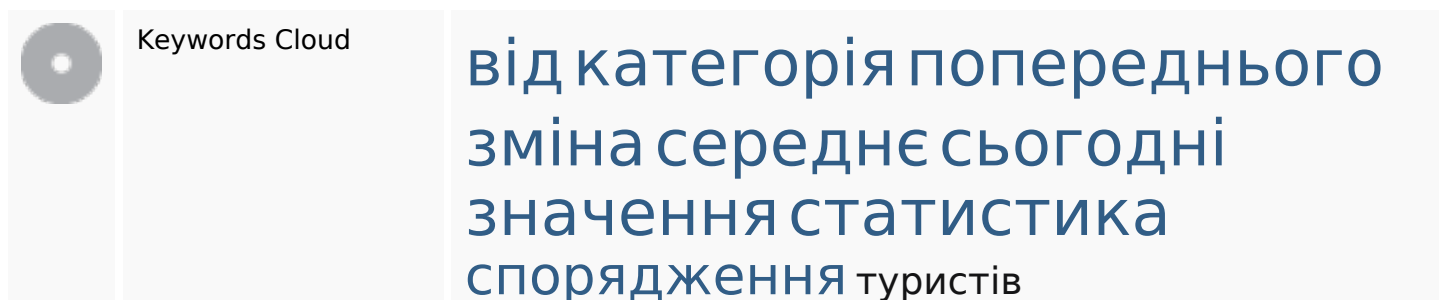 Keywords Cloud
від категорія попереднього
зміна середнє сьогодні
значення статистика
спорядження туристів